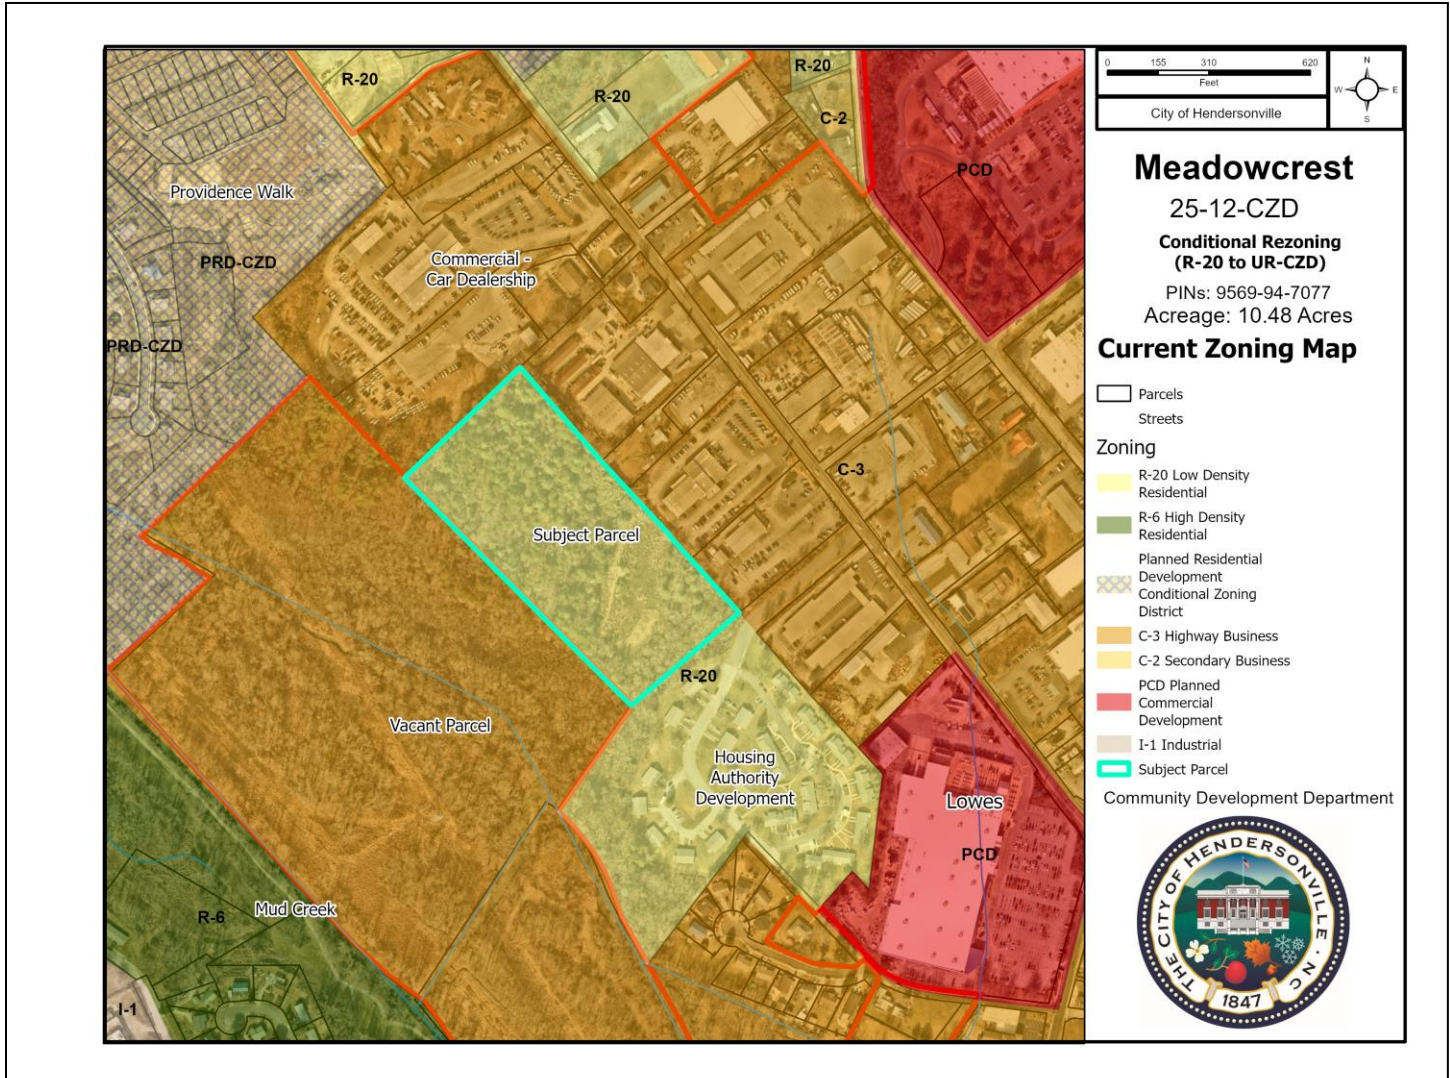 R-20
R-20
R-20
C-2
PCD
Providence Walk
PRD-CZD
Commercial -
Car Dealership
PRD-CZD
C-3
Subject Parcel
R-20
Vacant Parcel
Housing
Authority
Development
Lowes
PCD
R-6
Mud Creek
I-1
0 155 310 620
Feet
City of Hendersonville
N
W E
S
Meadowcrest
25-12-CZD
Conditional Rezoning
(R-20 to UR-CZD)
PINs: 9569-94-7077
Acreage: 10.48 Acres
Current Zoning Map
Parcels
Streets
Zoning
R-20 Low Density
Residential
R-6 High Density
Residential
Planned Residential
Development
Conditional Zoning
District
C-3 Highway Business
C-2 Secondary Business
PCD Planned
Commercial
Development
I-1 Industrial
Subject Parcel
Community Development Department
THE CITY OF HENDERSONVILLE · NC
1847